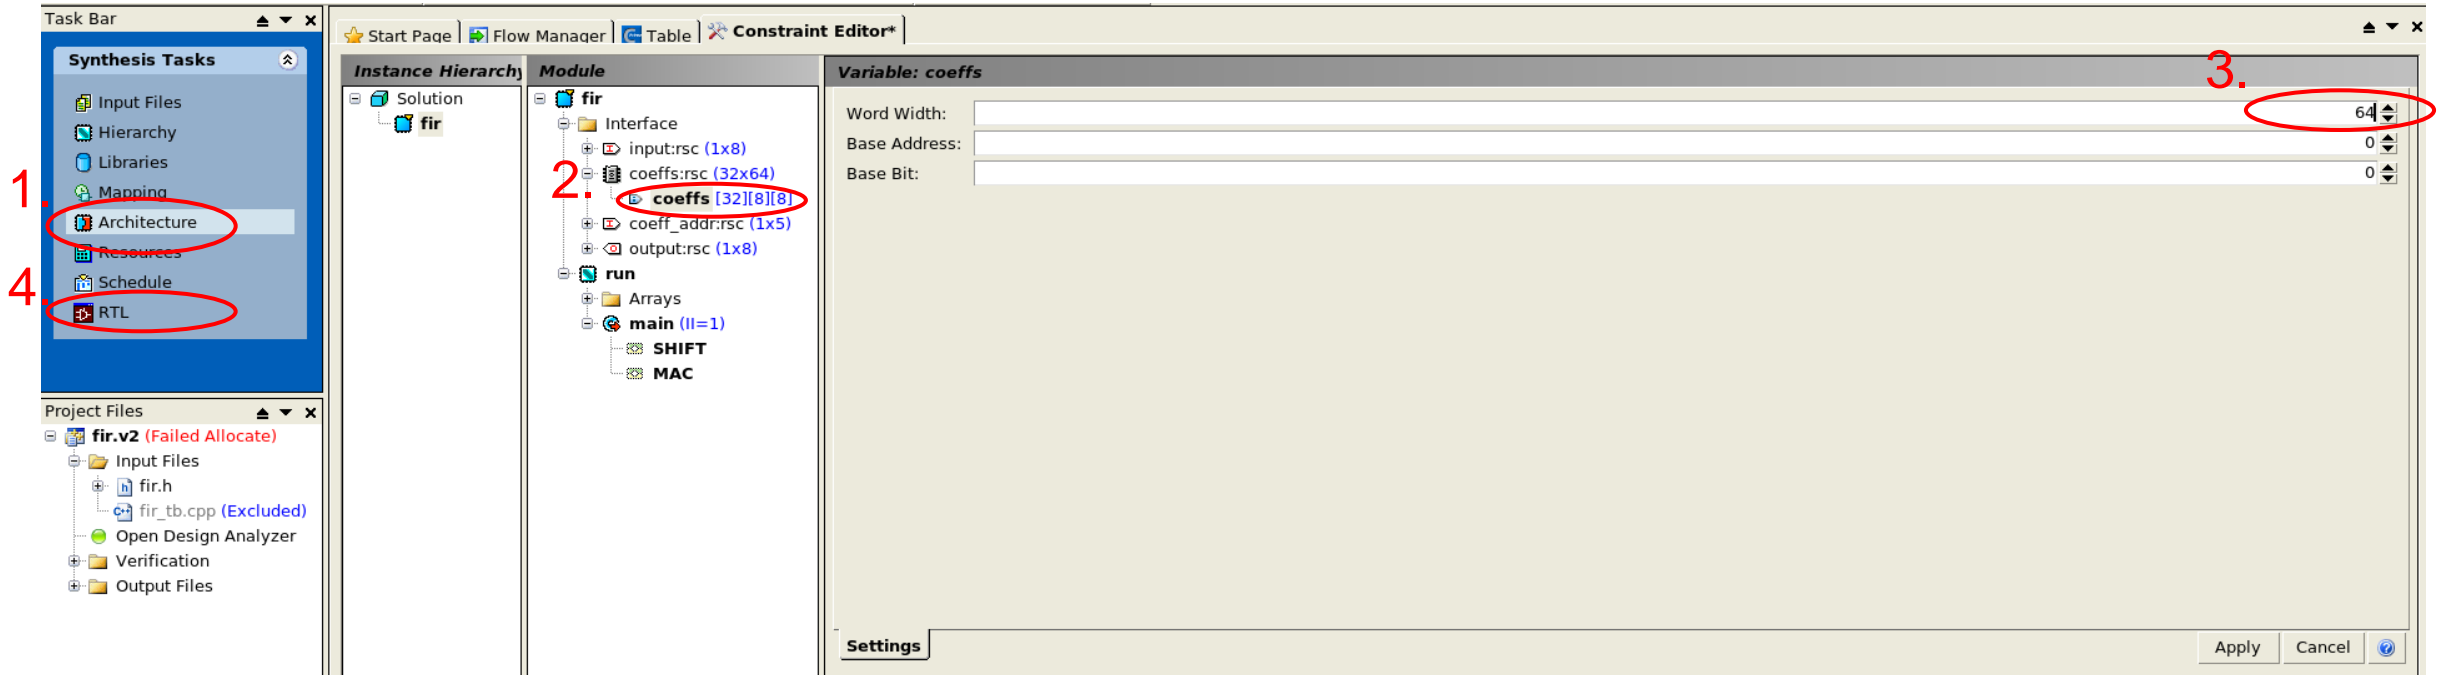 Task Bar
Synthesis Tasks
Input Files
Hierarchy
Libraries
1.
Mapping
Architecture
Resources
4.
Schedule
RTL
Project Files
fir.v2 (Failed Allocate)
Input Files
fir.h
fir_tb.cpp (Excluded)
Open Design Analyzer
Verification
Output Files
Start Page
Flow Manager
Table
Constraint Editor*
Instance Hierarchy
Solution
fir
Module
fir
Interface
input:rsc (1x8)
2.
coeffs:rsc (32x64)
coeffs [32][8][8]
coeff_addr:rsc (1x5)
output:rsc (1x8)
run
Arrays
main (II=1)
SHIFT
MAC
Variable: coeffs
3.
Word Width: 64
Base Address: 0
Base Bit: 0
Settings
Apply
Cancel